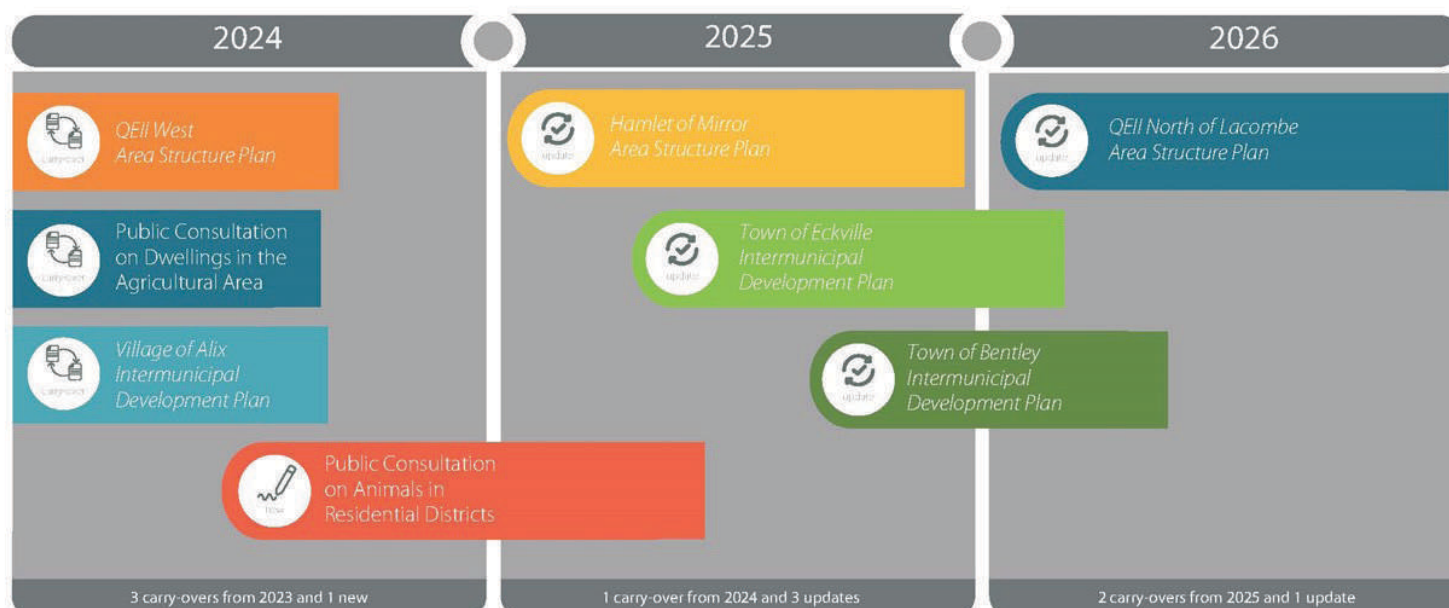 2024
2025
2026
carry-over
QEII West
Area Structure Plan
update
Hamlet of Mirror
Area Structure Plan
update
QEII North of Lacombe
Area Structure Plan
carry-over
Public Consultation
on Dwellings in the
Agricultural Area
update
Town of Eckville
Intermunicipal
Development Plan
carry-over
Village of Alix
Intermunicipal
Development Plan
update
Town of Bentley
Intermunicipal
Development Plan
new
Public Consultation
on Animals in
Residential Districts
3 carry-overs from 2023 and 1 new
1 carry-over from 2024 and 3 updates
2 carry-overs from 2025 and 1 update